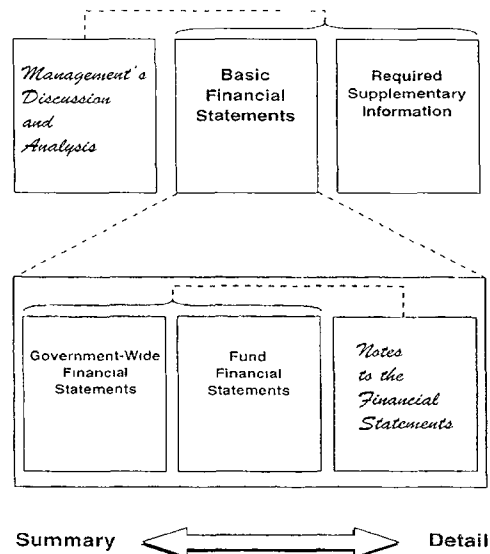 Management's
Discussion
and
Analysis
Basic
Financial
Statements
Required
Supplementary
Information
Government-Wide
Financial
Statements
Fund
Financial
Statements
Notes
to the
Financial
Statements
Summary
Detail